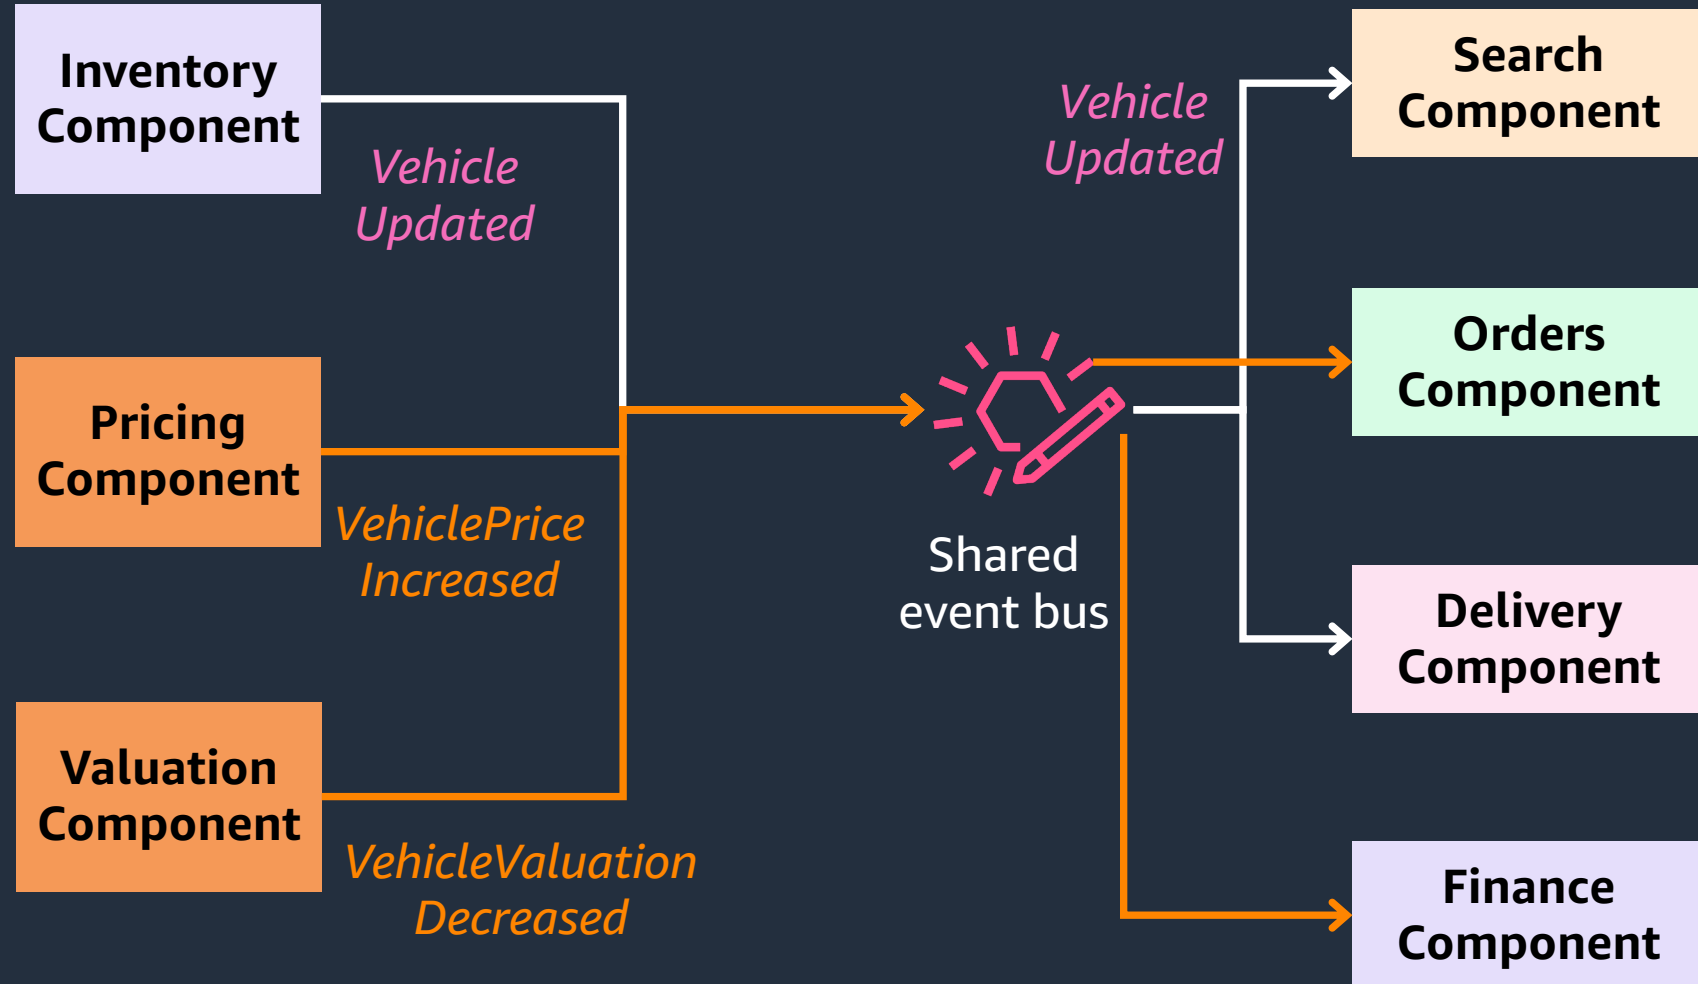 Inventory
Component
Vehicle
Updated
Pricing
Component
VehiclePrice
Increased
Valuation
Component
VehicleValuation
Decreased
Shared
event bus
Vehicle
Updated
Search
Component
Orders
Component
Delivery
Component
Finance
Component